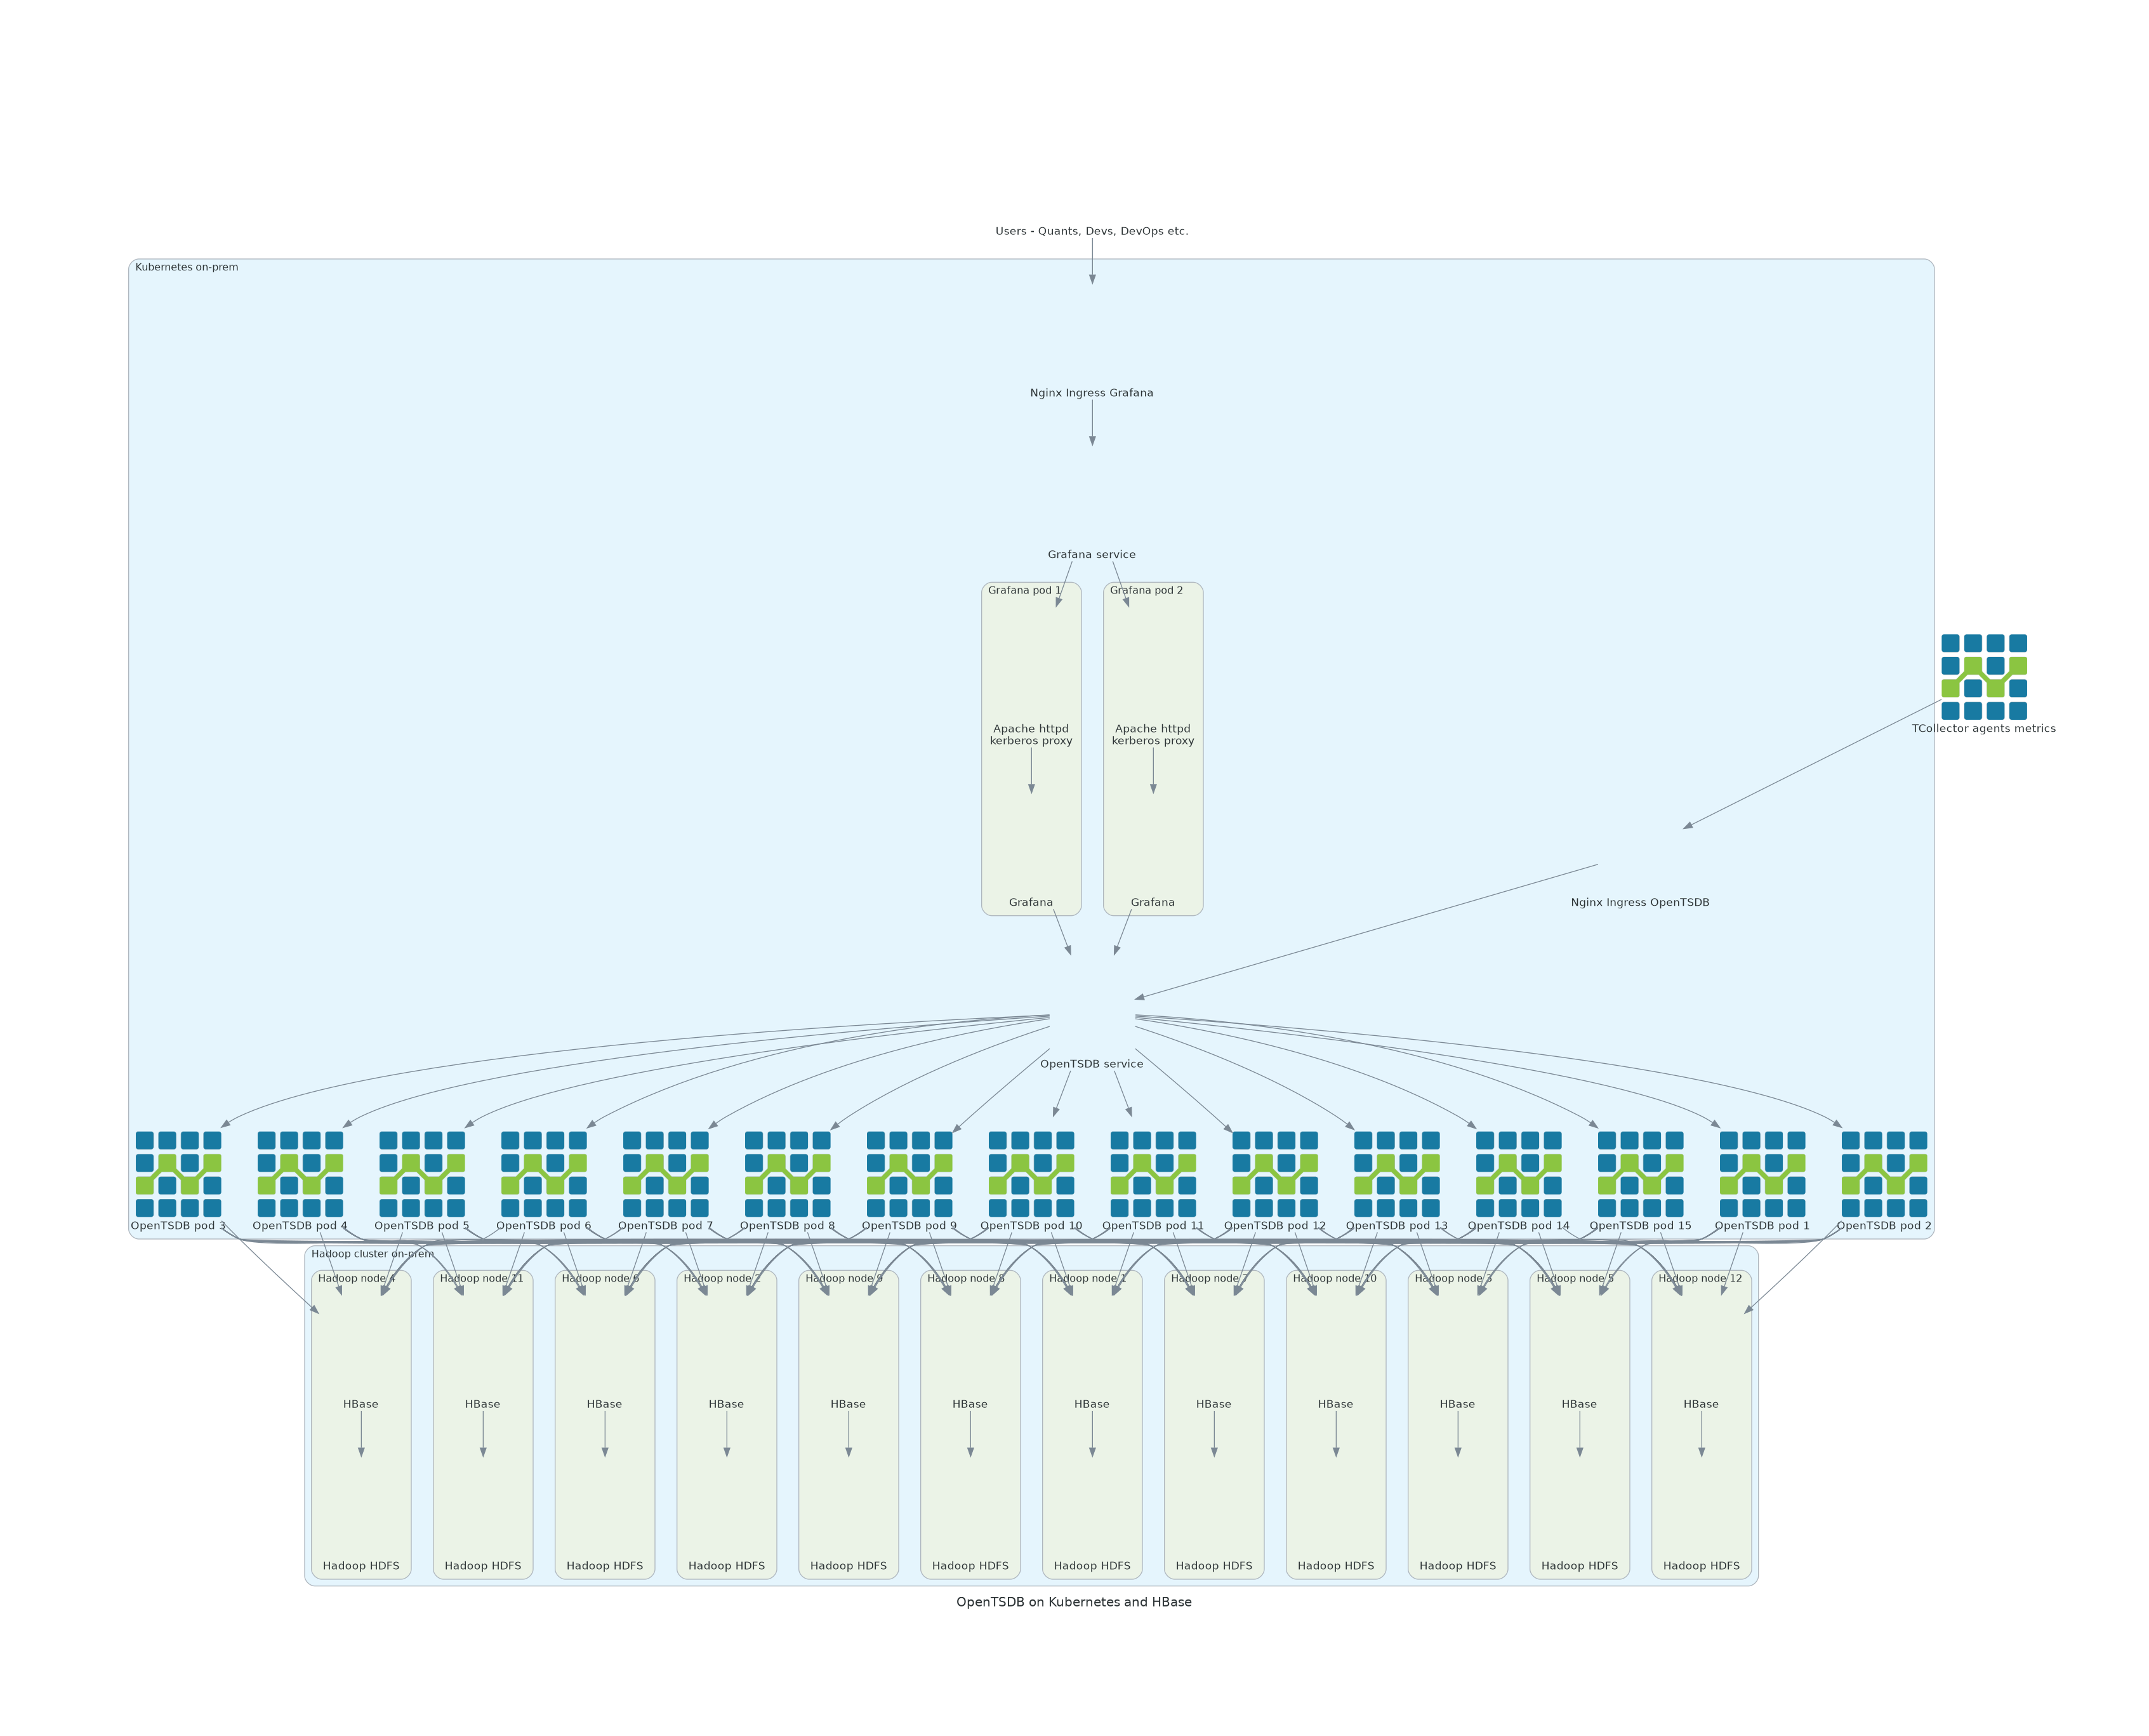 Users - Quants, Devs, DevOps etc.
Kubernetes on-prem
Nginx Ingress Grafana
Grafana service
Grafana pod 1
Grafana pod 2
Apache httpd
kerberos proxy
Apache httpd
kerberos proxy
TCollector agents metrics
Grafana
Grafana
Nginx Ingress OpenTSDB
OpenTSDB service
OpenTSDB pod 3
OpenTSDB pod 4
OpenTSDB pod 5
OpenTSDB pod 6
OpenTSDB pod 7
OpenTSDB pod 8
OpenTSDB pod 9
OpenTSDB pod 10
OpenTSDB pod 11
OpenTSDB pod 12
OpenTSDB pod 13
OpenTSDB pod 14
OpenTSDB pod 15
OpenTSDB pod 1
OpenTSDB pod 2
Hadoop cluster on-prem
Hadoop node 4
Hadoop node 11
Hadoop node 6
Hadoop node 2
Hadoop node 9
Hadoop node 8
Hadoop node 1
Hadoop node 7
Hadoop node 10
Hadoop node 3
Hadoop node 5
Hadoop node 12
HBase
HBase
HBase
HBase
HBase
HBase
HBase
HBase
HBase
HBase
HBase
HBase
Hadoop HDFS
Hadoop HDFS
Hadoop HDFS
Hadoop HDFS
Hadoop HDFS
Hadoop HDFS
Hadoop HDFS
Hadoop HDFS
Hadoop HDFS
Hadoop HDFS
Hadoop HDFS
Hadoop HDFS
OpenTSDB on Kubernetes and HBase